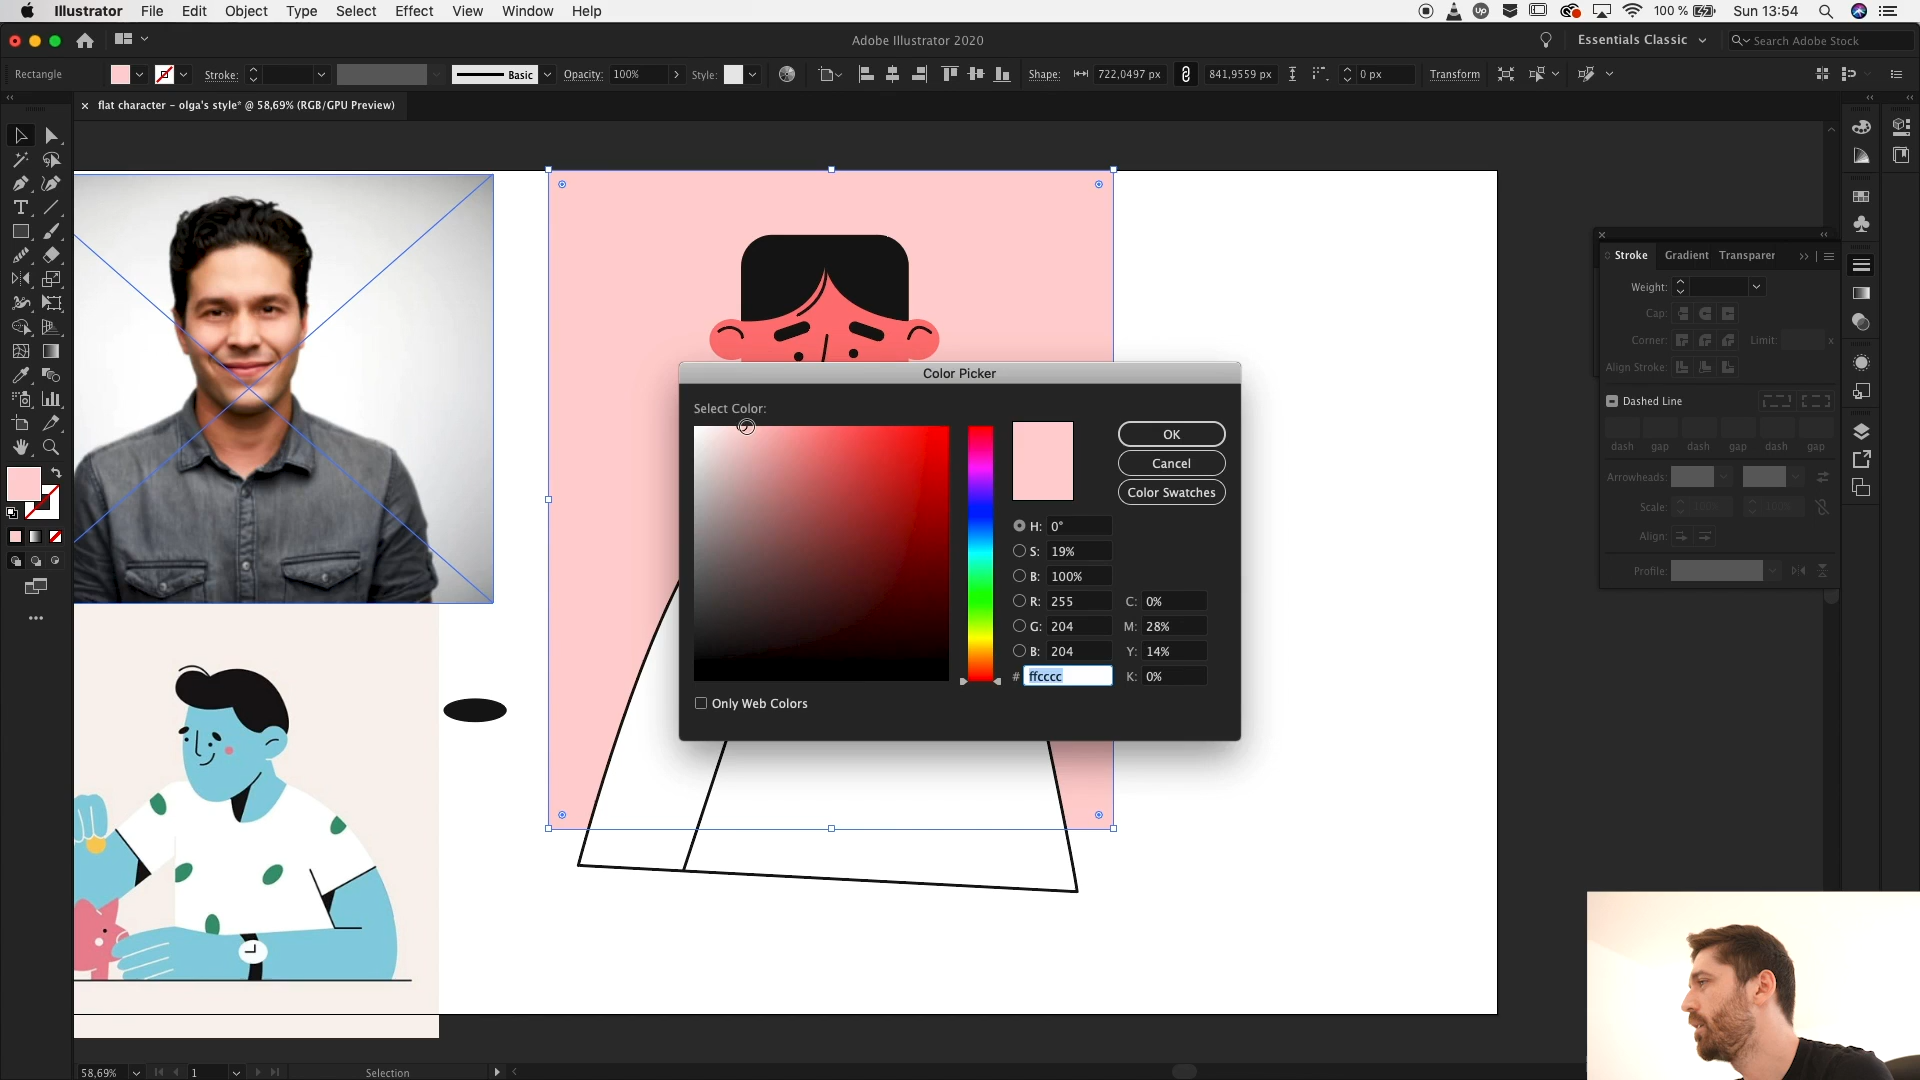 Illustrator File Edit Object Type Select Effect View Window Help
Up 100 % Sun 13:54
Adobe Illustrator 2020
Essentials Classic
Search Adobe Stock
Rectangle
Stroke:
Basic
Opacity: 100%
Style:
Shape: 722,0497 px 841,9559 px
0 px
Transform
× flat character – olga's style* @ 58,69% (RGB/GPU Preview)
Stroke Gradient Transparer
Weight:
Cap:
Corner: Limit: x
Align Stroke:
Dashed Line
dash gap dash gap dash gap
Arrowheads:
Scale: 100% 100%
Align:
Profile:
Color Picker
Select Color:
OK
Cancel
Color Swatches
H: 0°
S: 19%
B: 100%
R: 255 C: 0%
G: 204 M: 28%
B: 204 Y: 14%
# ffcccc K: 0%
Only Web Colors
58,69% 1 Selection